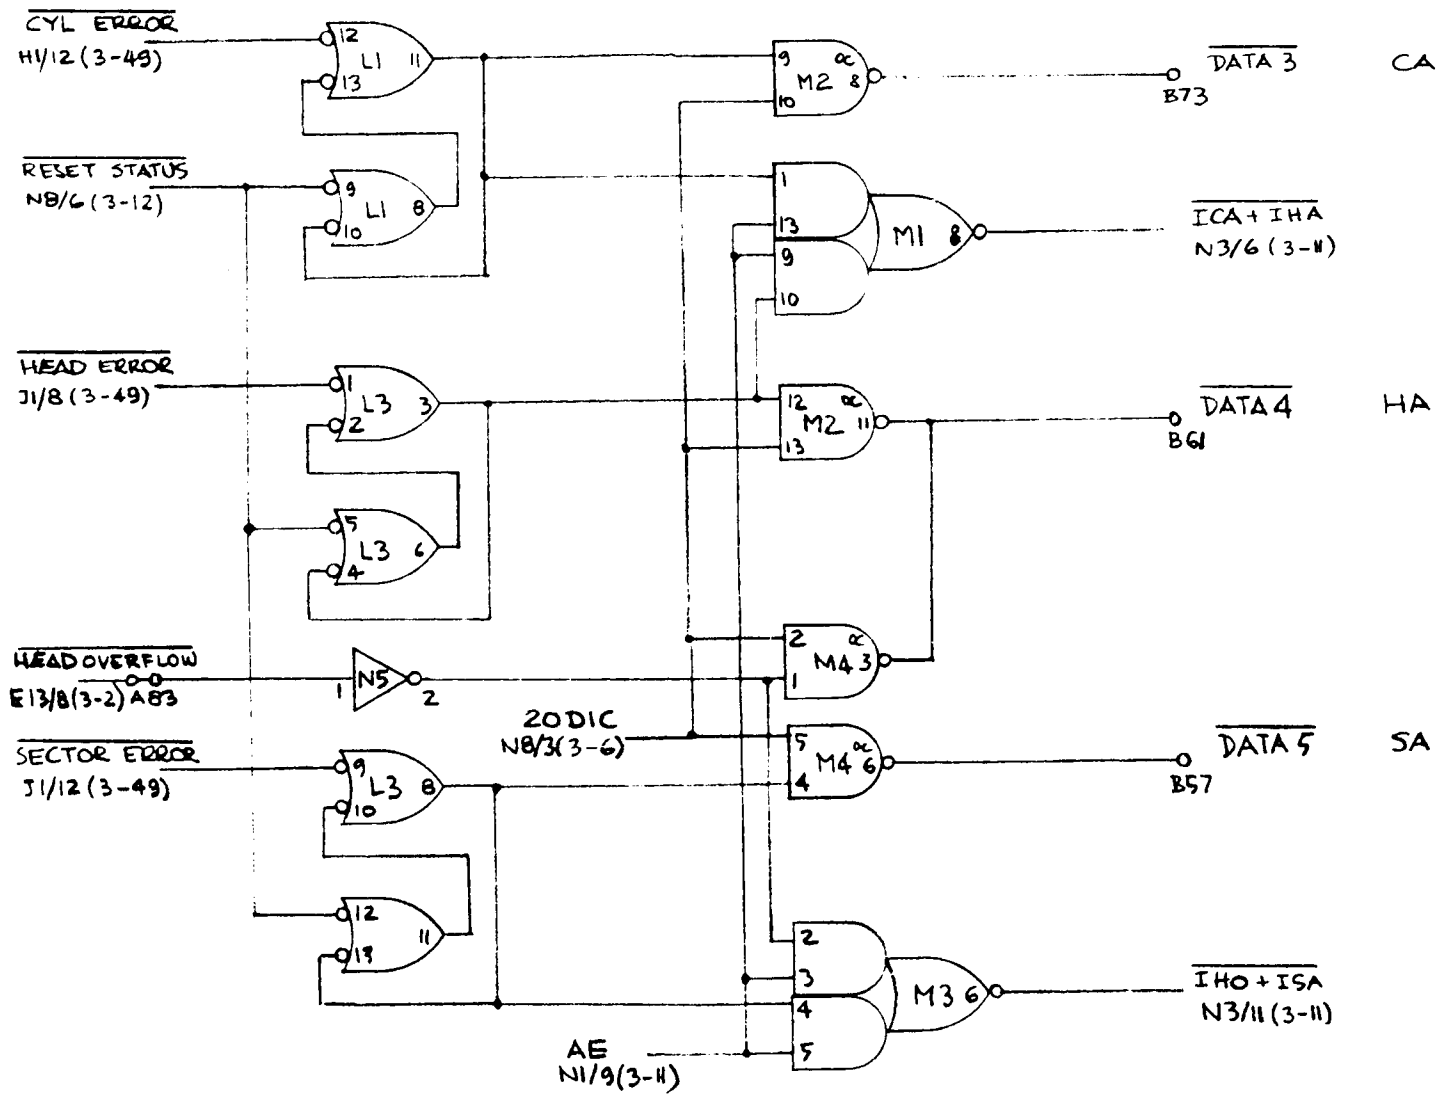 CYL ERROR
H1/12 (3-49)
12
L1
11
13
9
α
M2
8
10
DATA 3
CA
B73
RESET STATUS
N8/6 (3-12)
9
L1
8
10
1
13
9
M1
8
10
ICA + IHA
N3/6 (3-11)
HEAD ERROR
J1/8 (3-49)
1
L3
3
2
12
α
M2
11
13
DATA 4
HA
B61
5
L3
6
4
HEAD OVERFLOW
E13/8 (3-2) A83
1
N5
2
2
α
M4
3
1
20DIC
N8/3 (3-6)
5
α
M4
6
4
DATA 5
SA
B57
SECTOR ERROR
J1/12 (3-49)
9
L3
8
10
12
11
13
2
3
M3
6
4
5
IHO + ISA
N3/11 (3-11)
AE
N1/9 (3-11)